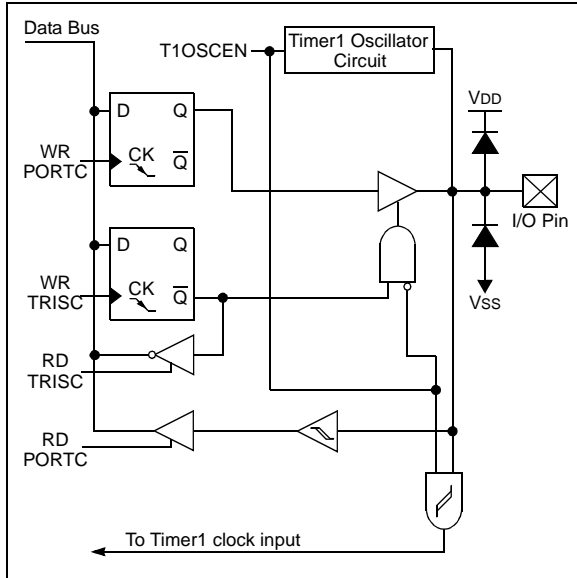 Data Bus
T1OSCEN
Timer1 Oscillator
Circuit
VDD
D Q
WR
PORTC
CK Q
I/O Pin
D Q
WR
TRISC
CK Q
VSS
RD
TRISC
RD
PORTC
To Timer1 clock input